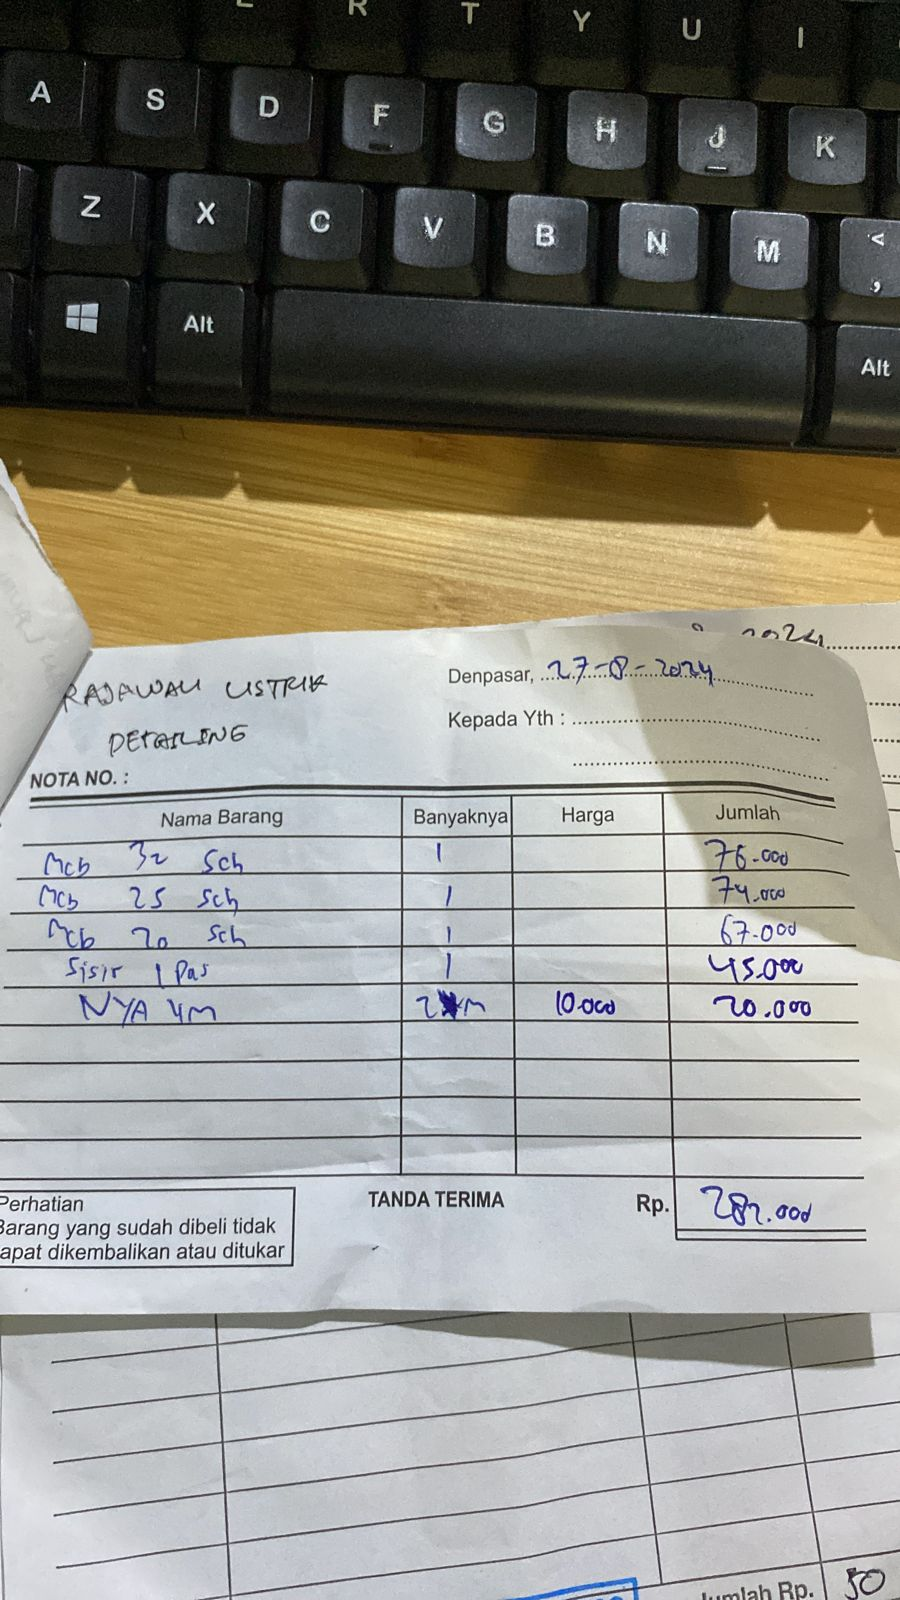 R T Y U I
A S D F G H J K
Z X C V B N M < ,
Alt Alt
2024
RAJAWALI LISTRIK
DETAILING
Denpasar, 27-8-2024
Kepada Yth :
NOTA NO. :
Nama Barang Banyaknya Harga Jumlah
Mcb 32 Sch 1 76.000
Mcb 25 Sch 1 74.000
Mcb 20 Sch 1 67.000
Sisir 1 Pas 1 45.000
NYA 4M 2 M 10.000 20.000
Perhatian
Barang yang sudah dibeli tidak
apat dikembalikan atau ditukar
TANDA TERIMA
Rp. 282.000
Jumlah Rp. 50